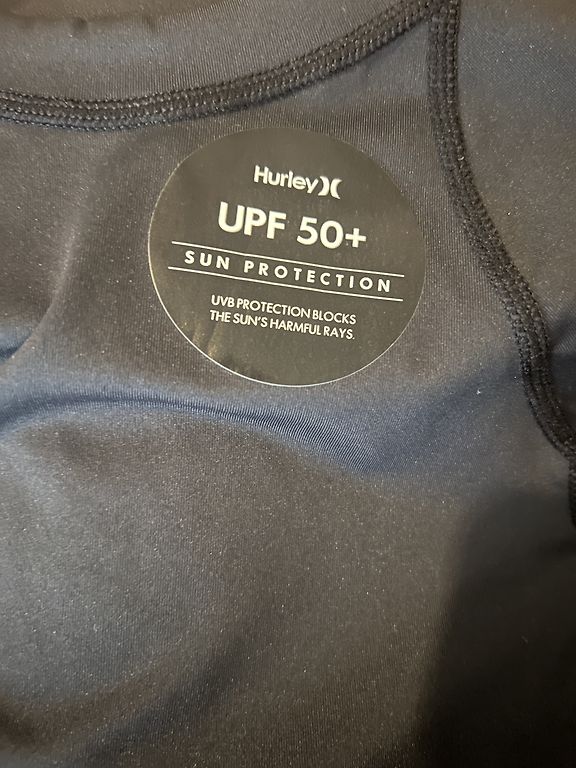 Hurley
UPF 50+
SUN PROTECTION
UVB PROTECTION BLOCKS
THE SUN'S HARMFUL RAYS.